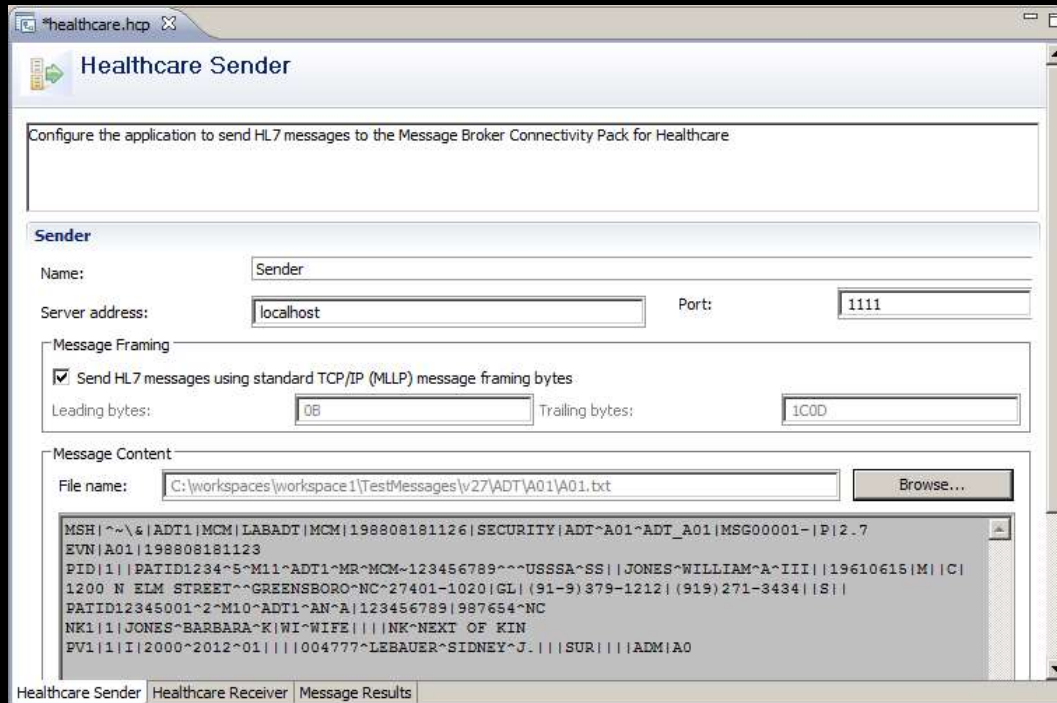 *healthcare.hcp
Healthcare Sender
Configure the application to send HL7 messages to the Message Broker Connectivity Pack for Healthcare
Sender
Name: Sender
Server address: localhost Port: 1111
Message Framing
Send HL7 messages using standard TCP/IP (MLLP) message framing bytes
Leading bytes: 0B Trailing bytes: 1C0D
Message Content
File name: C:\workspaces\workspace1\TestMessages\v27\ADT\A01\A01.txt Browse...
MSH|^~\&|ADT1|MCM|LABADT|MCM|198808181126|SECURITY|ADT^A01^ADT_A01|MSG00001-|P|2.7
EVN|A01|198808181123
PID|1||PATID1234^5^M11^ADT1^MR^MCM~123456789^^^USSSA^SS||JONES^WILLIAM^A^III||19610615|M||C|
1200 N ELM STREET^^GREENSBORO^NC^27401-1020|GL|(91-9)379-1212|(919)271-3434||S||
PATID12345001^2^M10^ADT1^AN^A|123456789|987654^NC
NK1|1|JONES^BARBARA^K|WI^WIFE||||NK^NEXT OF KIN
PV1|1|I|2000^2012^01||||004777^LEBAUER^SIDNEY^J.|||SUR||||ADM|A0
Healthcare Sender Healthcare Receiver Message Results